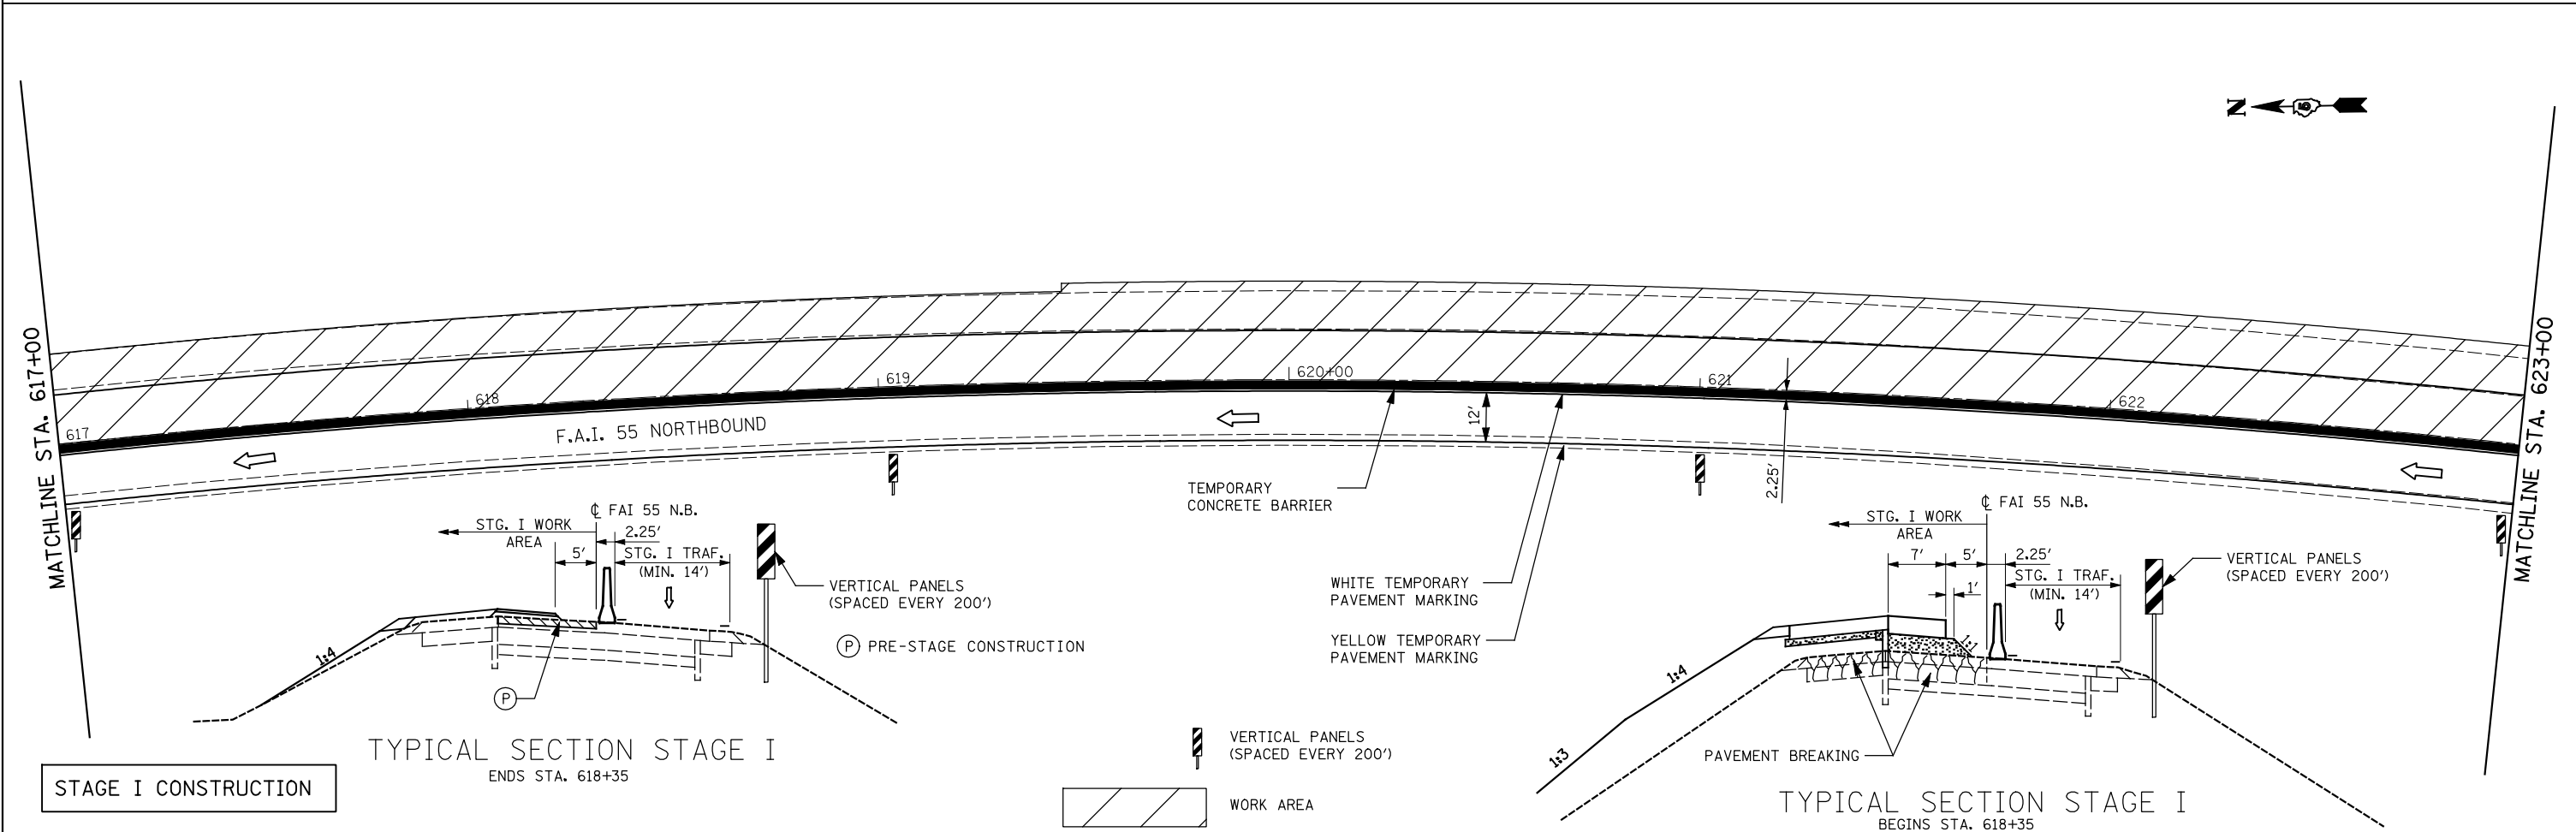 N
MATCHLINE STA. 617+00
617
618
619
620+00
621
622
MATCHLINE STA. 623+00
F.A.I. 55 NORTHBOUND
12'
2.25'
TEMPORARY
CONCRETE BARRIER
WHITE TEMPORARY
PAVEMENT MARKING
YELLOW TEMPORARY
PAVEMENT MARKING
℄ FAI 55 N.B.
STG. I WORK
AREA
2.25'
5'
STG. I TRAF.
(MIN. 14')
VERTICAL PANELS
(SPACED EVERY 200')
P PRE-STAGE CONSTRUCTION
1:4
P
TYPICAL SECTION STAGE I
ENDS STA. 618+35
STAGE I CONSTRUCTION
VERTICAL PANELS
(SPACED EVERY 200')
WORK AREA
℄ FAI 55 N.B.
STG. I WORK
AREA
7'
5'
2.25'
STG. I TRAF.
(MIN. 14')
1'
1:1
VERTICAL PANELS
(SPACED EVERY 200')
1:4
1:3
PAVEMENT BREAKING
TYPICAL SECTION STAGE I
BEGINS STA. 618+35